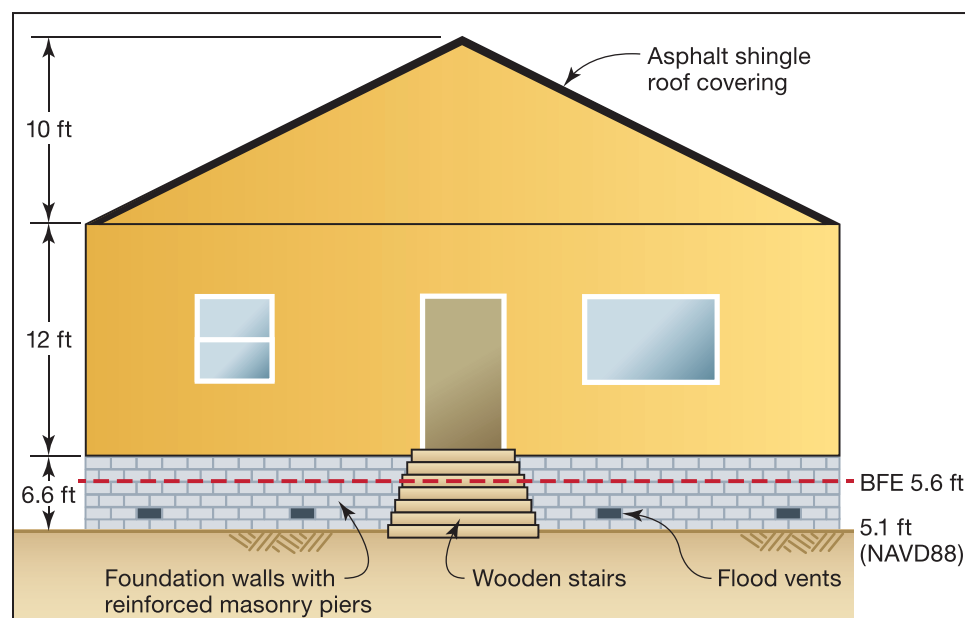 Asphalt shingle
roof covering
10 ft
12 ft
6.6 ft
BFE 5.6 ft
5.1 ft
(NAVD88)
Foundation walls with
reinforced masonry piers
Wooden stairs
Flood vents